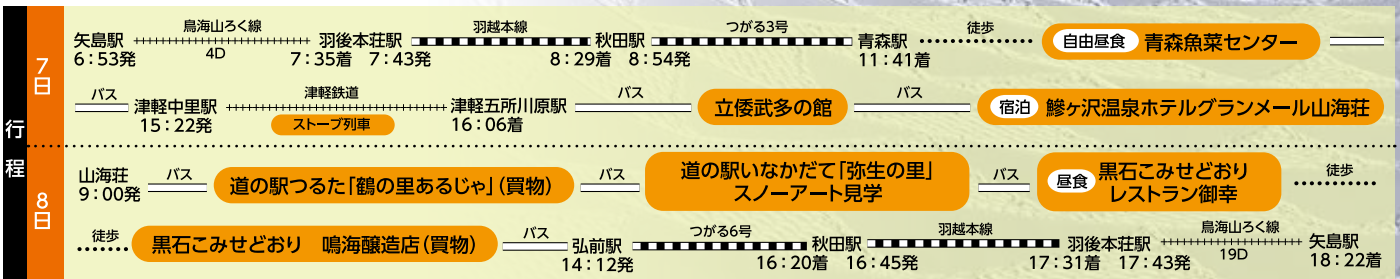 行程
7日
矢島駅 6：53発 鳥海山ろく線 4D 羽後本荘駅 7：35着 7：43発 羽越本線 秋田駅 8：29着 8：54発 つがる3号 青森駅 11：41着 徒歩 自由昼食 青森魚菜センター
バス 津軽中里駅 15：22発 津軽鉄道 ストーブ列車 津軽五所川原駅 16：06着 バス 立倭武多の館 バス 宿泊 鰺ヶ沢温泉ホテルグランメール山海荘
8日
山海荘 9：00発 バス 道の駅つるた「鶴の里あるじゃ」（買物） バス 道の駅いなかだて「弥生の里」 スノーアート見学 バス 昼食 黒石こみせどおり レストラン御幸 徒歩
徒歩 黒石こみせどおり 鳴海醸造店（買物） バス 弘前駅 14：12発 つがる6号 秋田駅 16：20着 16：45発 羽越本線 羽後本荘駅 17：31着 17：43発 鳥海山ろく線 19D 矢島駅 18：22着